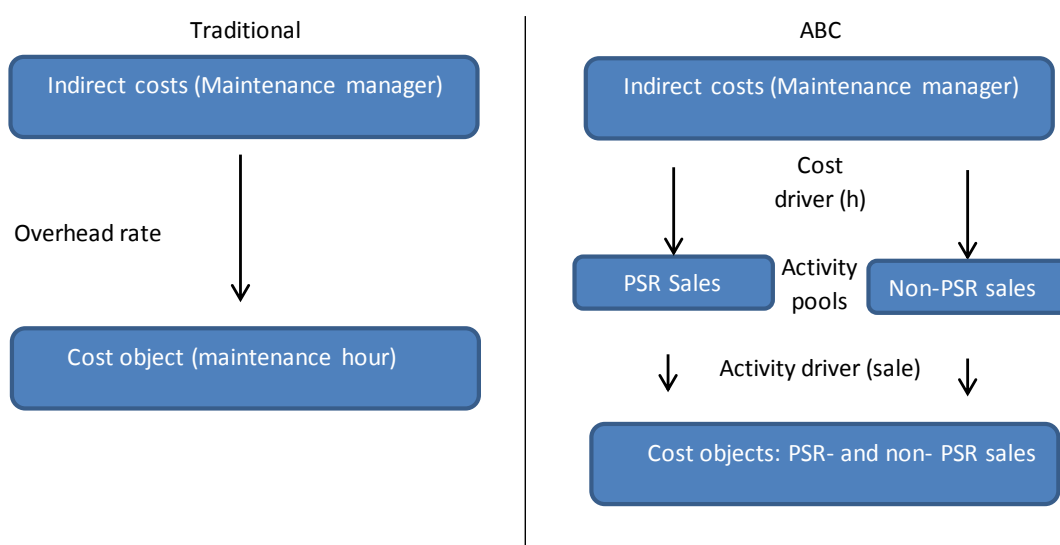 Traditional
Indirect costs (Maintenance manager)
Overhead rate
Cost object (maintenance hour)
ABC
Indirect costs (Maintenance manager)
Cost
driver (h)
PSR Sales
Activity
pools
Non-PSR sales
Activity driver (sale)
Cost objects: PSR- and non- PSR sales